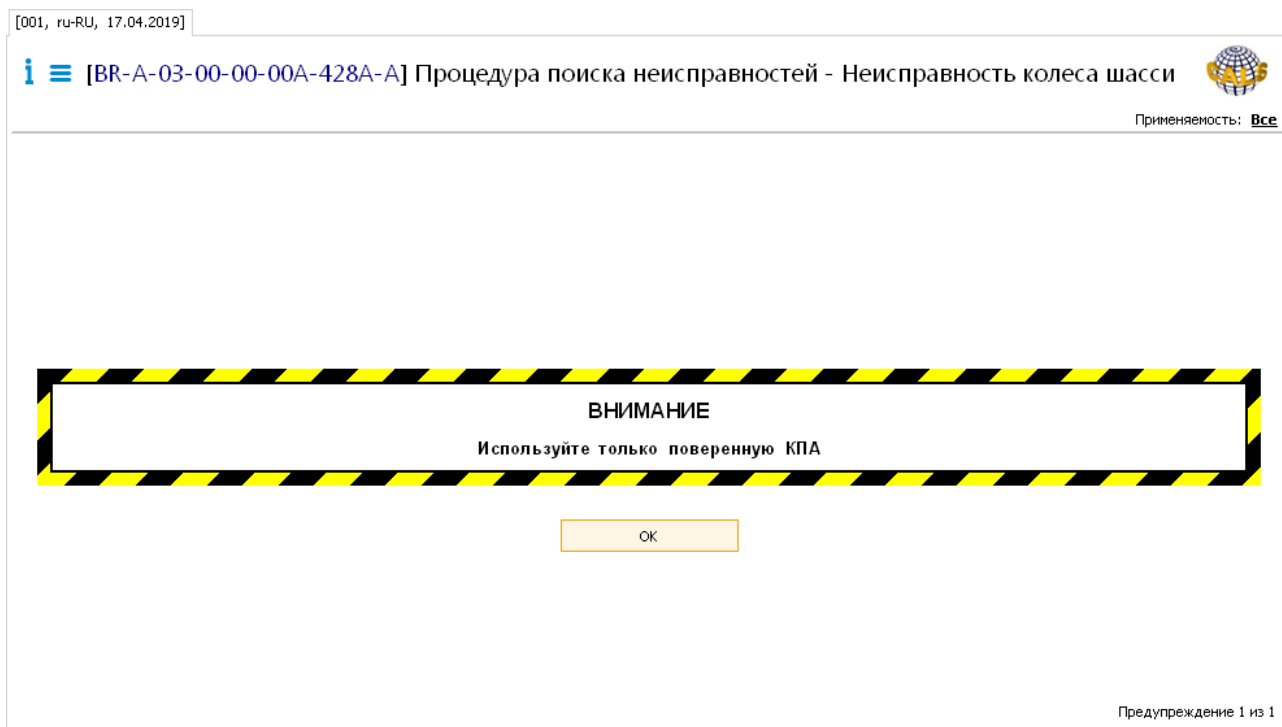 [001, ru-RU, 17.04.2019]
[BR-A-03-00-00-00A-428A-A] Процедура поиска неисправностей - Неисправность колеса шасси
CALS
Применяемость: Все
ВНИМАНИЕ
Используйте только поверенную КПА
OK
Предупреждение 1 из 1